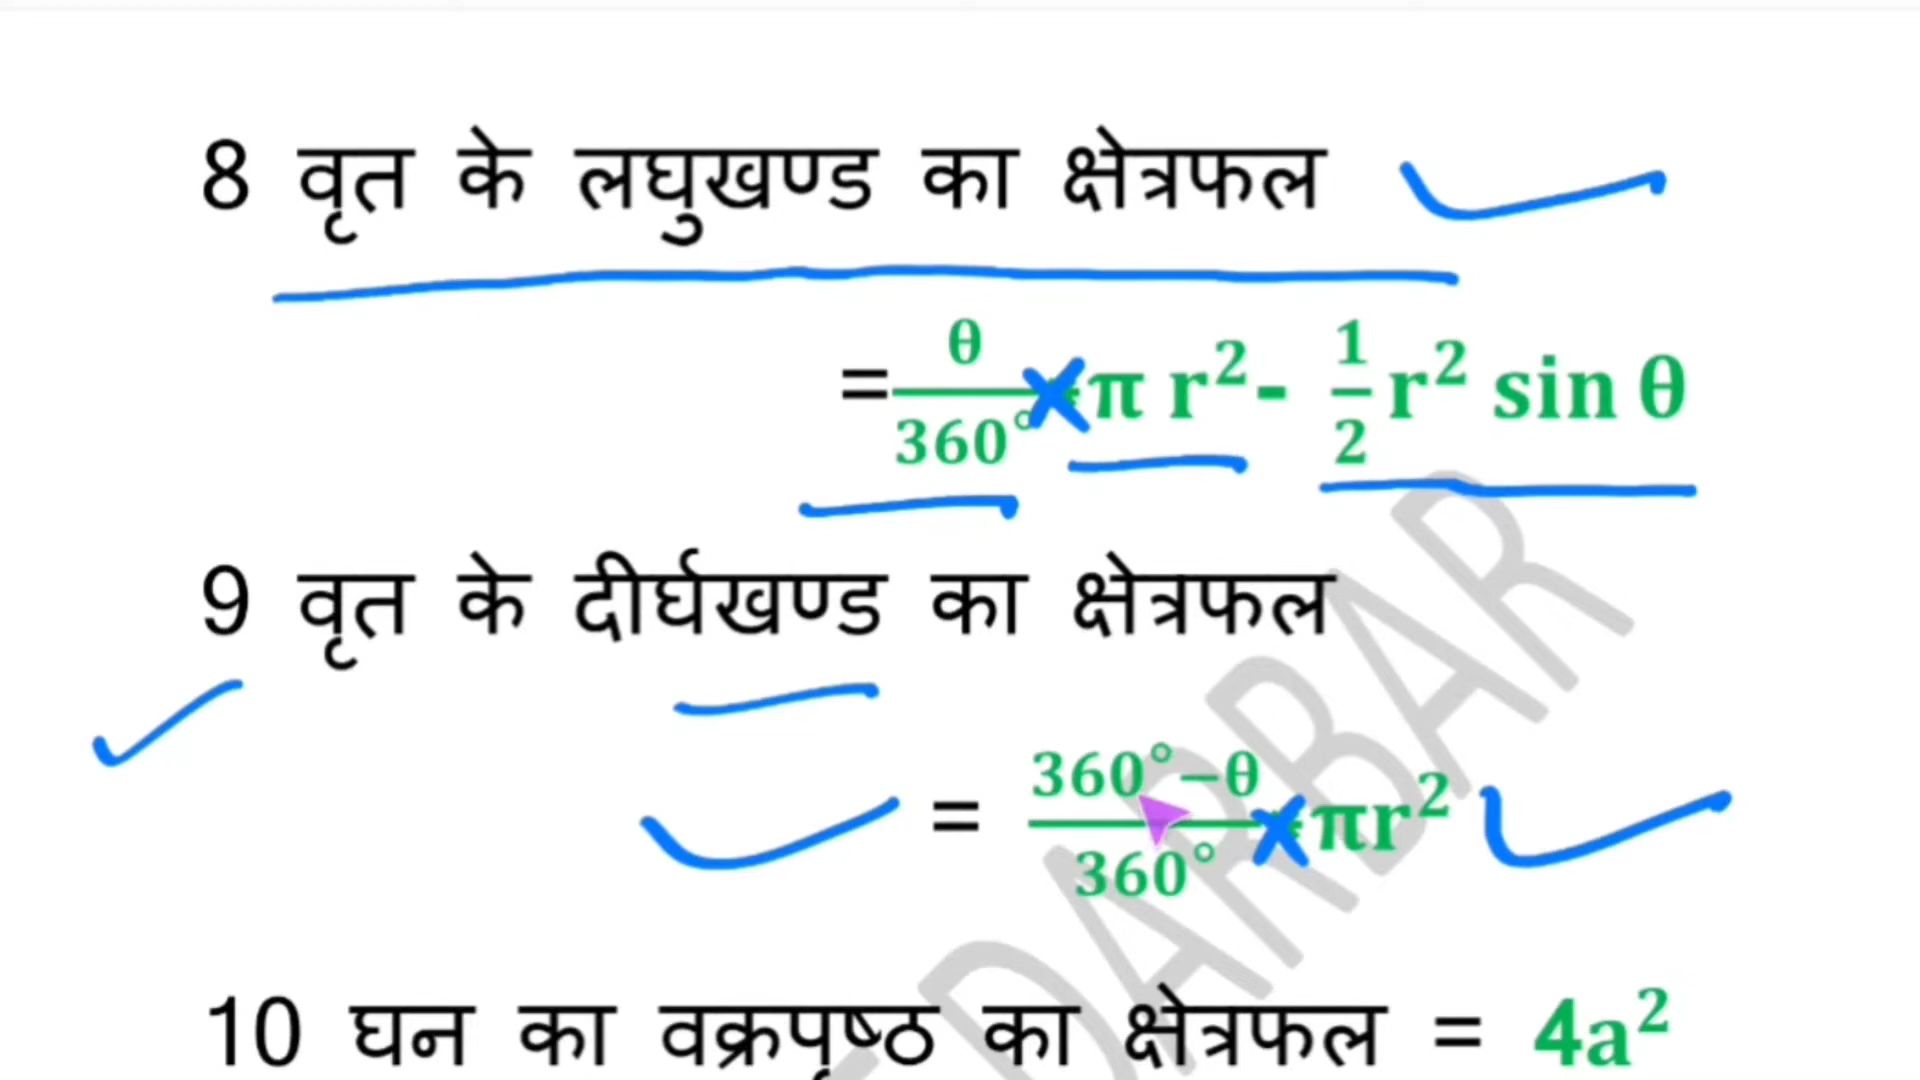 8 वृत के लघुखण्ड का क्षेत्रफल
= θ/360° × π r² - 1/2 r² sin θ
9 वृत के दीर्घखण्ड का क्षेत्रफल
= 360°–θ/360° × πr²
10 घन का वक्रपृष्ठ का क्षेत्रफल = 4a²
DARBAR